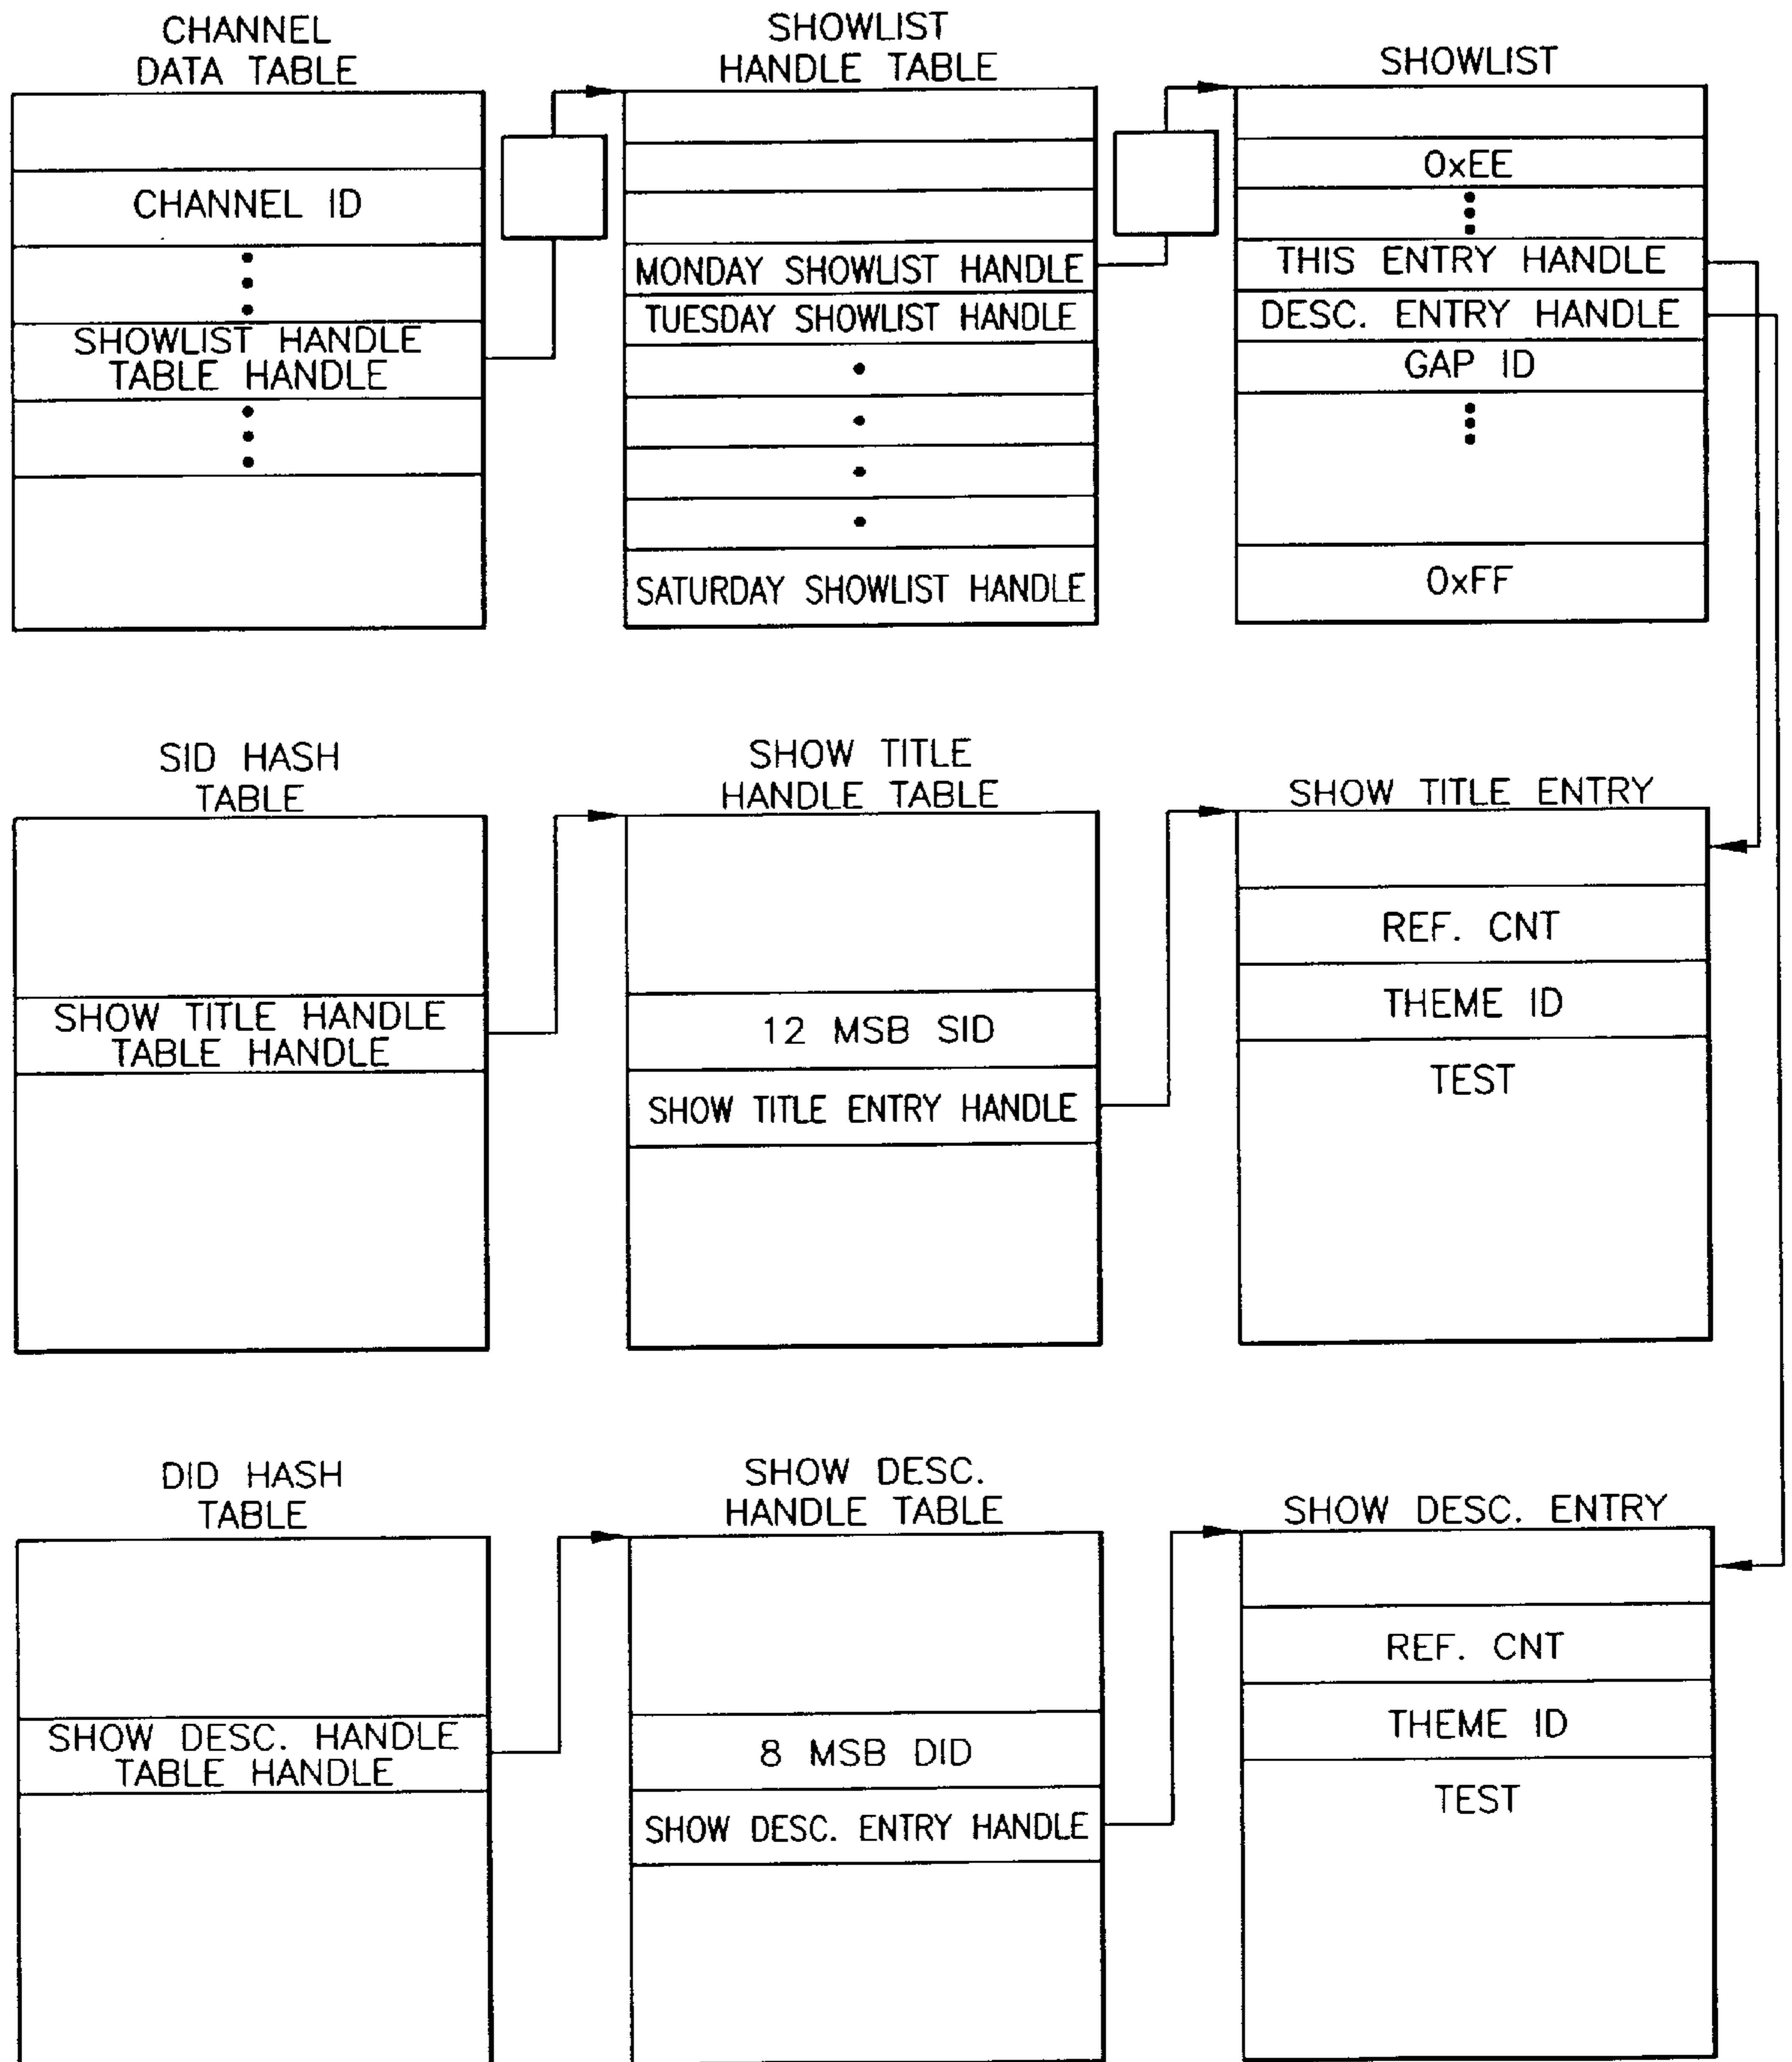 CHANNEL
DATA TABLE
CHANNEL ID
SHOWLIST HANDLE
TABLE HANDLE
SHOWLIST
HANDLE TABLE
MONDAY SHOWLIST HANDLE
TUESDAY SHOWLIST HANDLE
SATURDAY SHOWLIST HANDLE
SHOWLIST
0xEE
THIS ENTRY HANDLE
DESC. ENTRY HANDLE
GAP ID
0xFF
SID HASH
TABLE
SHOW TITLE HANDLE
TABLE HANDLE
SHOW TITLE
HANDLE TABLE
12 MSB SID
SHOW TITLE ENTRY HANDLE
SHOW TITLE ENTRY
REF. CNT
THEME ID
TEST
DID HASH
TABLE
SHOW DESC. HANDLE
TABLE HANDLE
SHOW DESC.
HANDLE TABLE
8 MSB DID
SHOW DESC. ENTRY HANDLE
SHOW DESC. ENTRY
REF. CNT
THEME ID
TEST